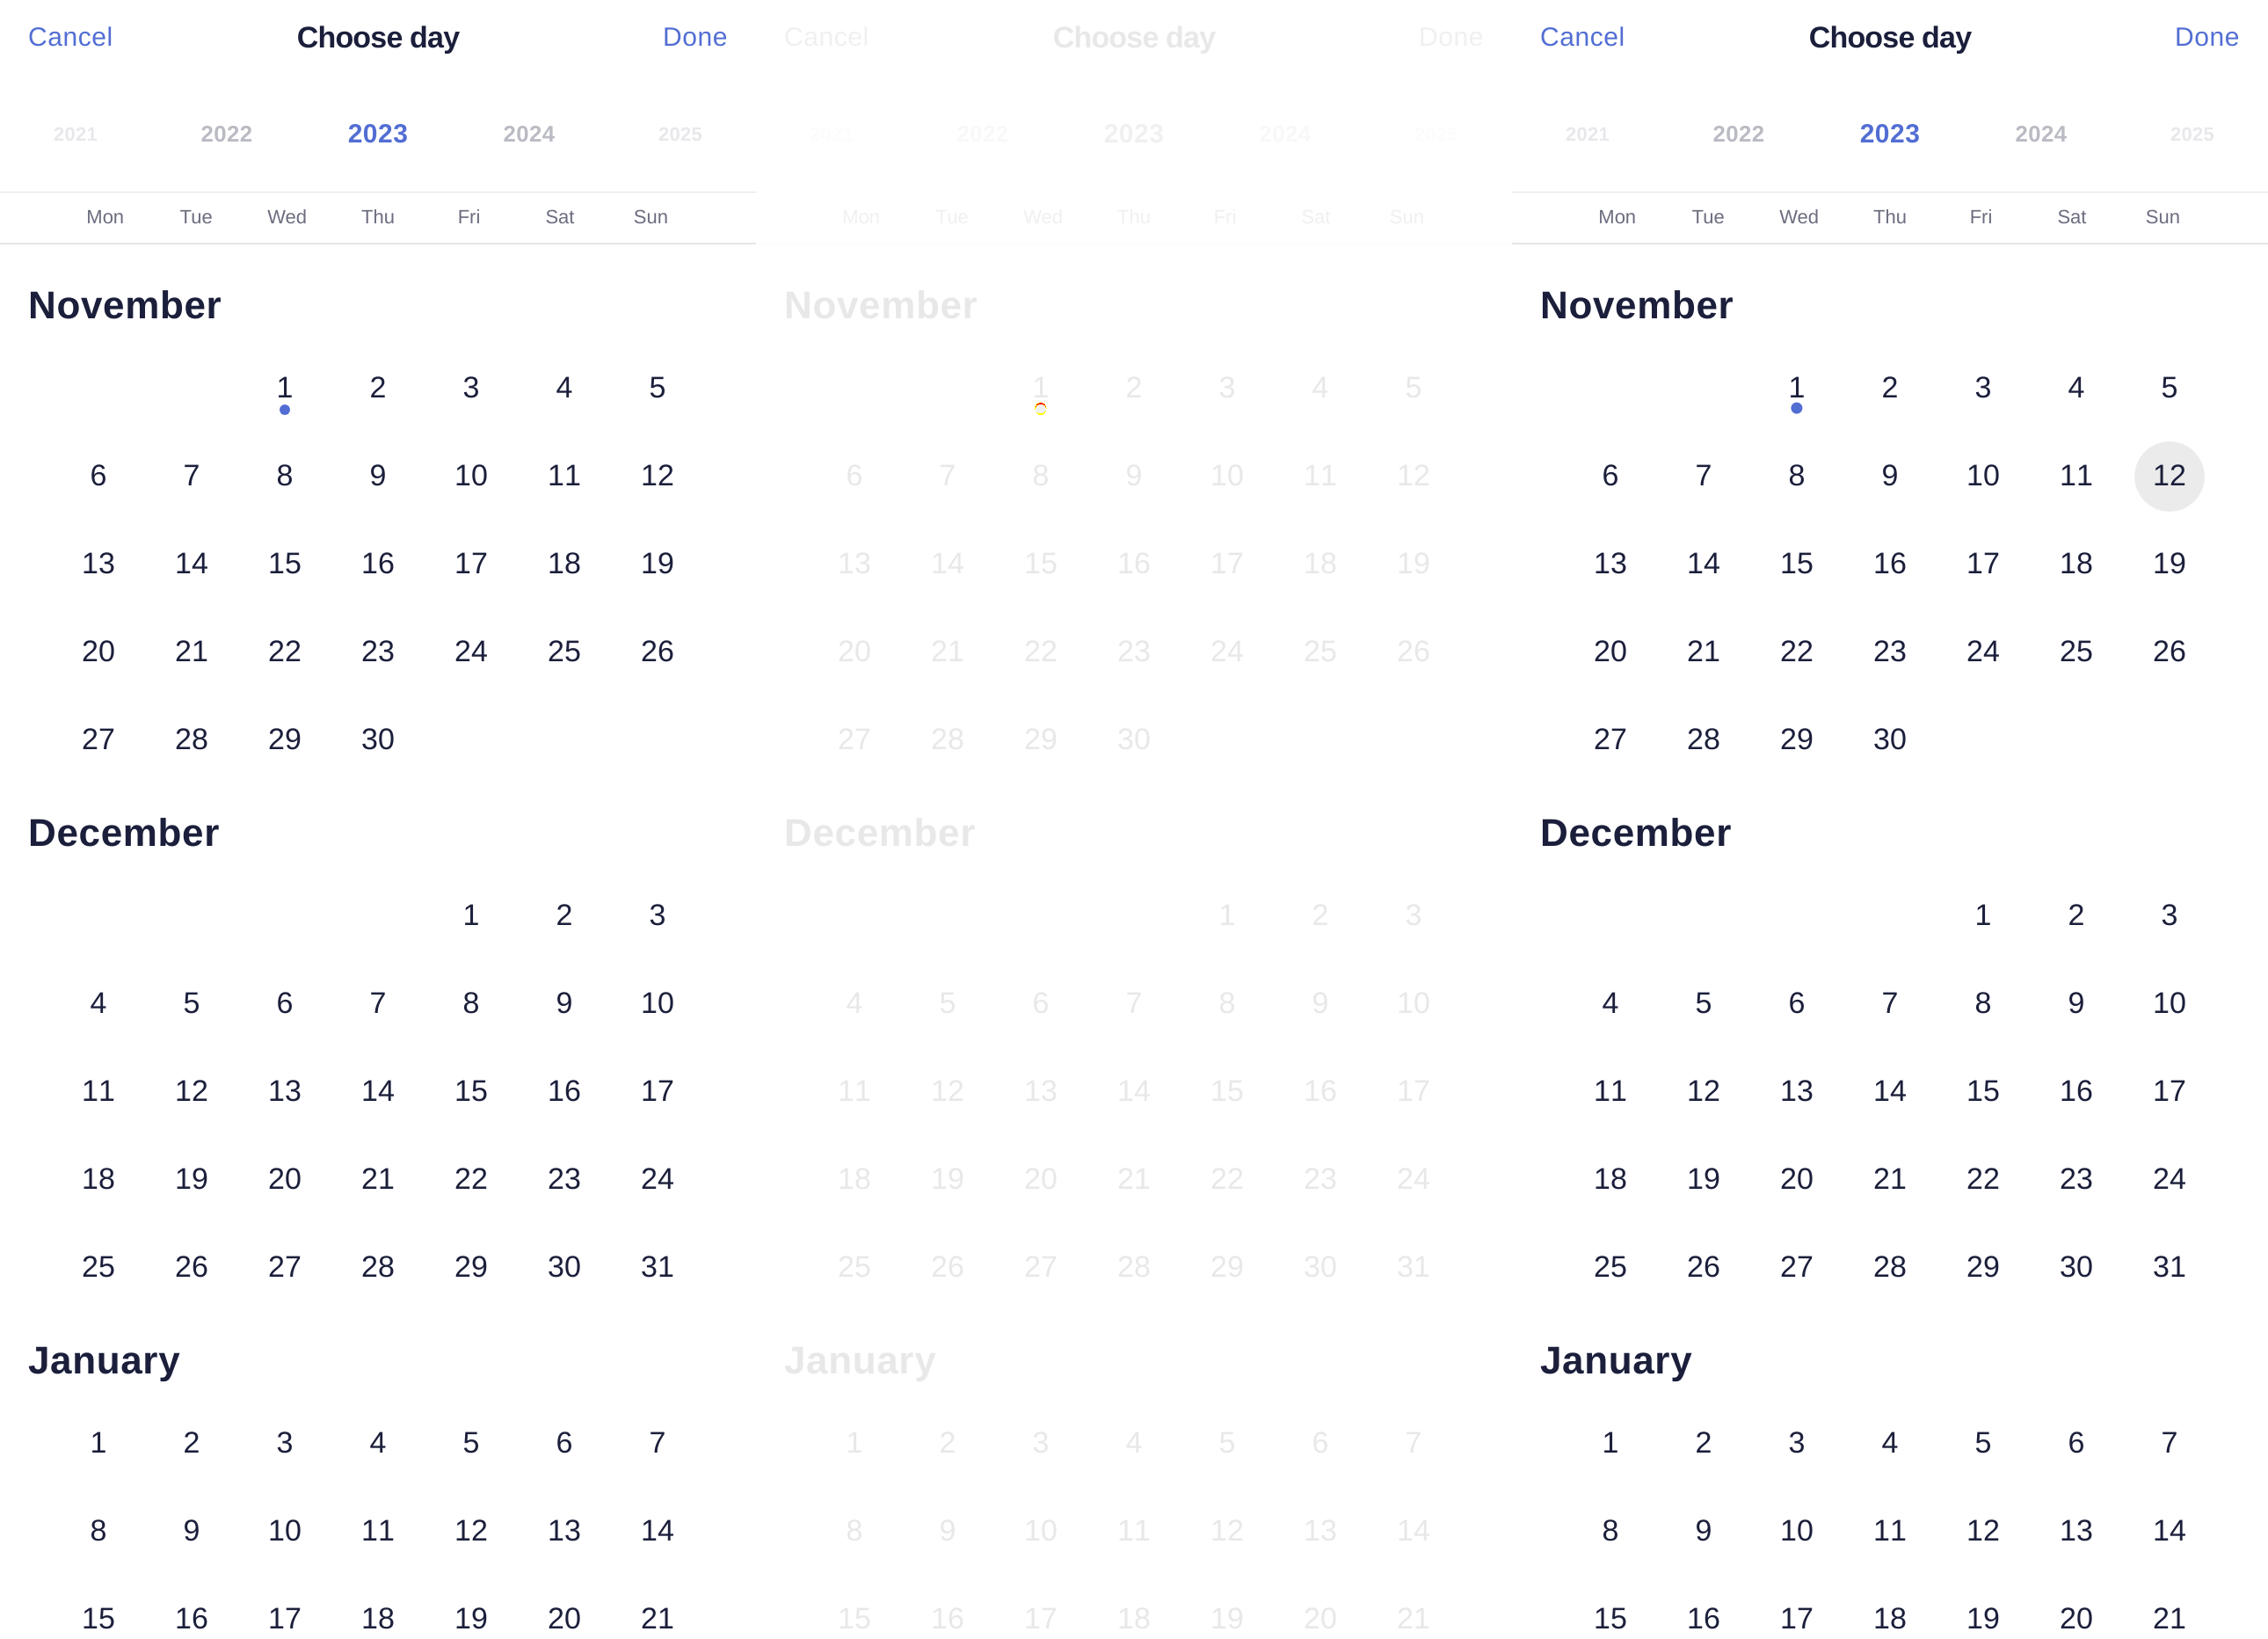 Cancel Choose day Done Cancel Choose day Done Cancel Choose day Done
2021 2022 2023 2024 2025 2021 2022 2023 2024 2025 2021 2022 2023 2024 2025
Mon Tue Wed Thu Fri Sat Sun Mon Tue Wed Thu Fri Sat Sun Mon Tue Wed Thu Fri Sat Sun
November November November
1 2 3 4 5 1 2 3 4 5 1 2 3 4 5
6 7 8 9 10 11 12 6 7 8 9 10 11 12 6 7 8 9 10 11 12
13 14 15 16 17 18 19 13 14 15 16 17 18 19 13 14 15 16 17 18 19
20 21 22 23 24 25 26 20 21 22 23 24 25 26 20 21 22 23 24 25 26
27 28 29 30 27 28 29 30 27 28 29 30
December December December
1 2 3 1 2 3 1 2 3
4 5 6 7 8 9 10 4 5 6 7 8 9 10 4 5 6 7 8 9 10
11 12 13 14 15 16 17 11 12 13 14 15 16 17 11 12 13 14 15 16 17
18 19 20 21 22 23 24 18 19 20 21 22 23 24 18 19 20 21 22 23 24
25 26 27 28 29 30 31 25 26 27 28 29 30 31 25 26 27 28 29 30 31
January January January
1 2 3 4 5 6 7 1 2 3 4 5 6 7 1 2 3 4 5 6 7
8 9 10 11 12 13 14 8 9 10 11 12 13 14 8 9 10 11 12 13 14
15 16 17 18 19 20 21 15 16 17 18 19 20 21 15 16 17 18 19 20 21